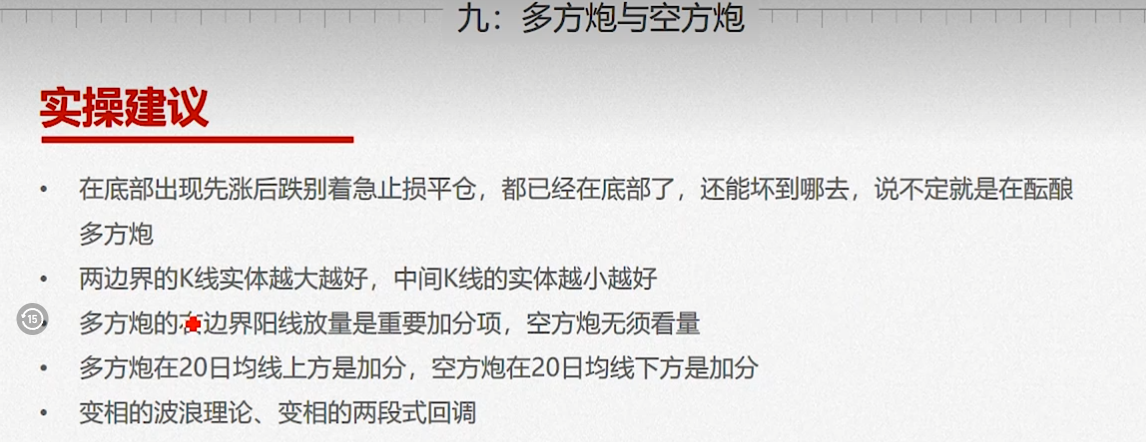 九：多方炮与空方炮
实操建议
• 在底部出现先涨后跌别着急止损平仓，都已经在底部了，还能坏到哪去，说不定就是在酝酿
多方炮
• 两边界的K线实体越大越好，中间K线的实体越小越好
15
多方炮的边界阳线放量是重要加分项，空方炮无须看量
• 多方炮在20日均线上方是加分，空方炮在20日均线下方是加分
• 变相的波浪理论、变相的两段式回调